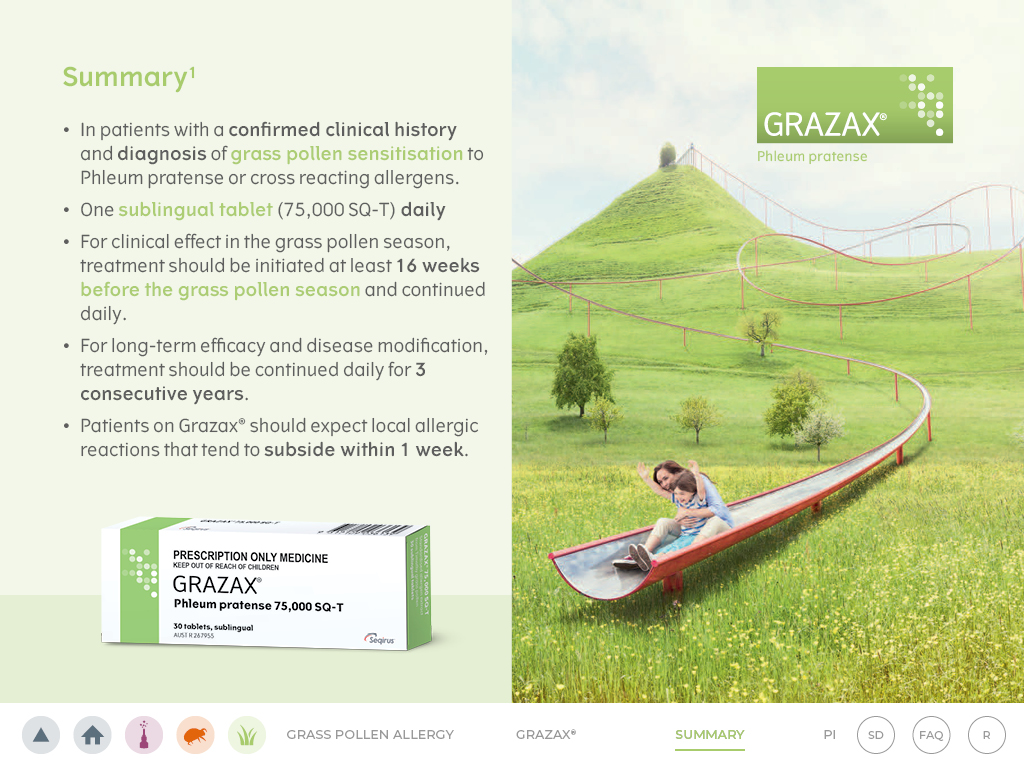 Summary¹
• In patients with a confirmed clinical history
and diagnosis of grass pollen sensitisation to
Phleum pratense or cross reacting allergens.
• One sublingual tablet (75,000 SQ-T) daily
• For clinical effect in the grass pollen season,
treatment should be initiated at least 16 weeks
before the grass pollen season and continued
daily.
• For long-term efficacy and disease modification,
treatment should be continued daily for 3
consecutive years.
• Patients on Grazax® should expect local allergic
reactions that tend to subside within 1 week.
GRAZAX®
Phleum pratense
GRAZAX® 75,000 SQ-T
PRESCRIPTION ONLY MEDICINE
KEEP OUT OF REACH OF CHILDREN
GRAZAX®
Phleum pratense 75,000 SQ-T
30 tablets, sublingual
AUST R 267955
Seqirus
GRASS POLLEN ALLERGY
GRAZAX®
SUMMARY
PI
SD
FAQ
R